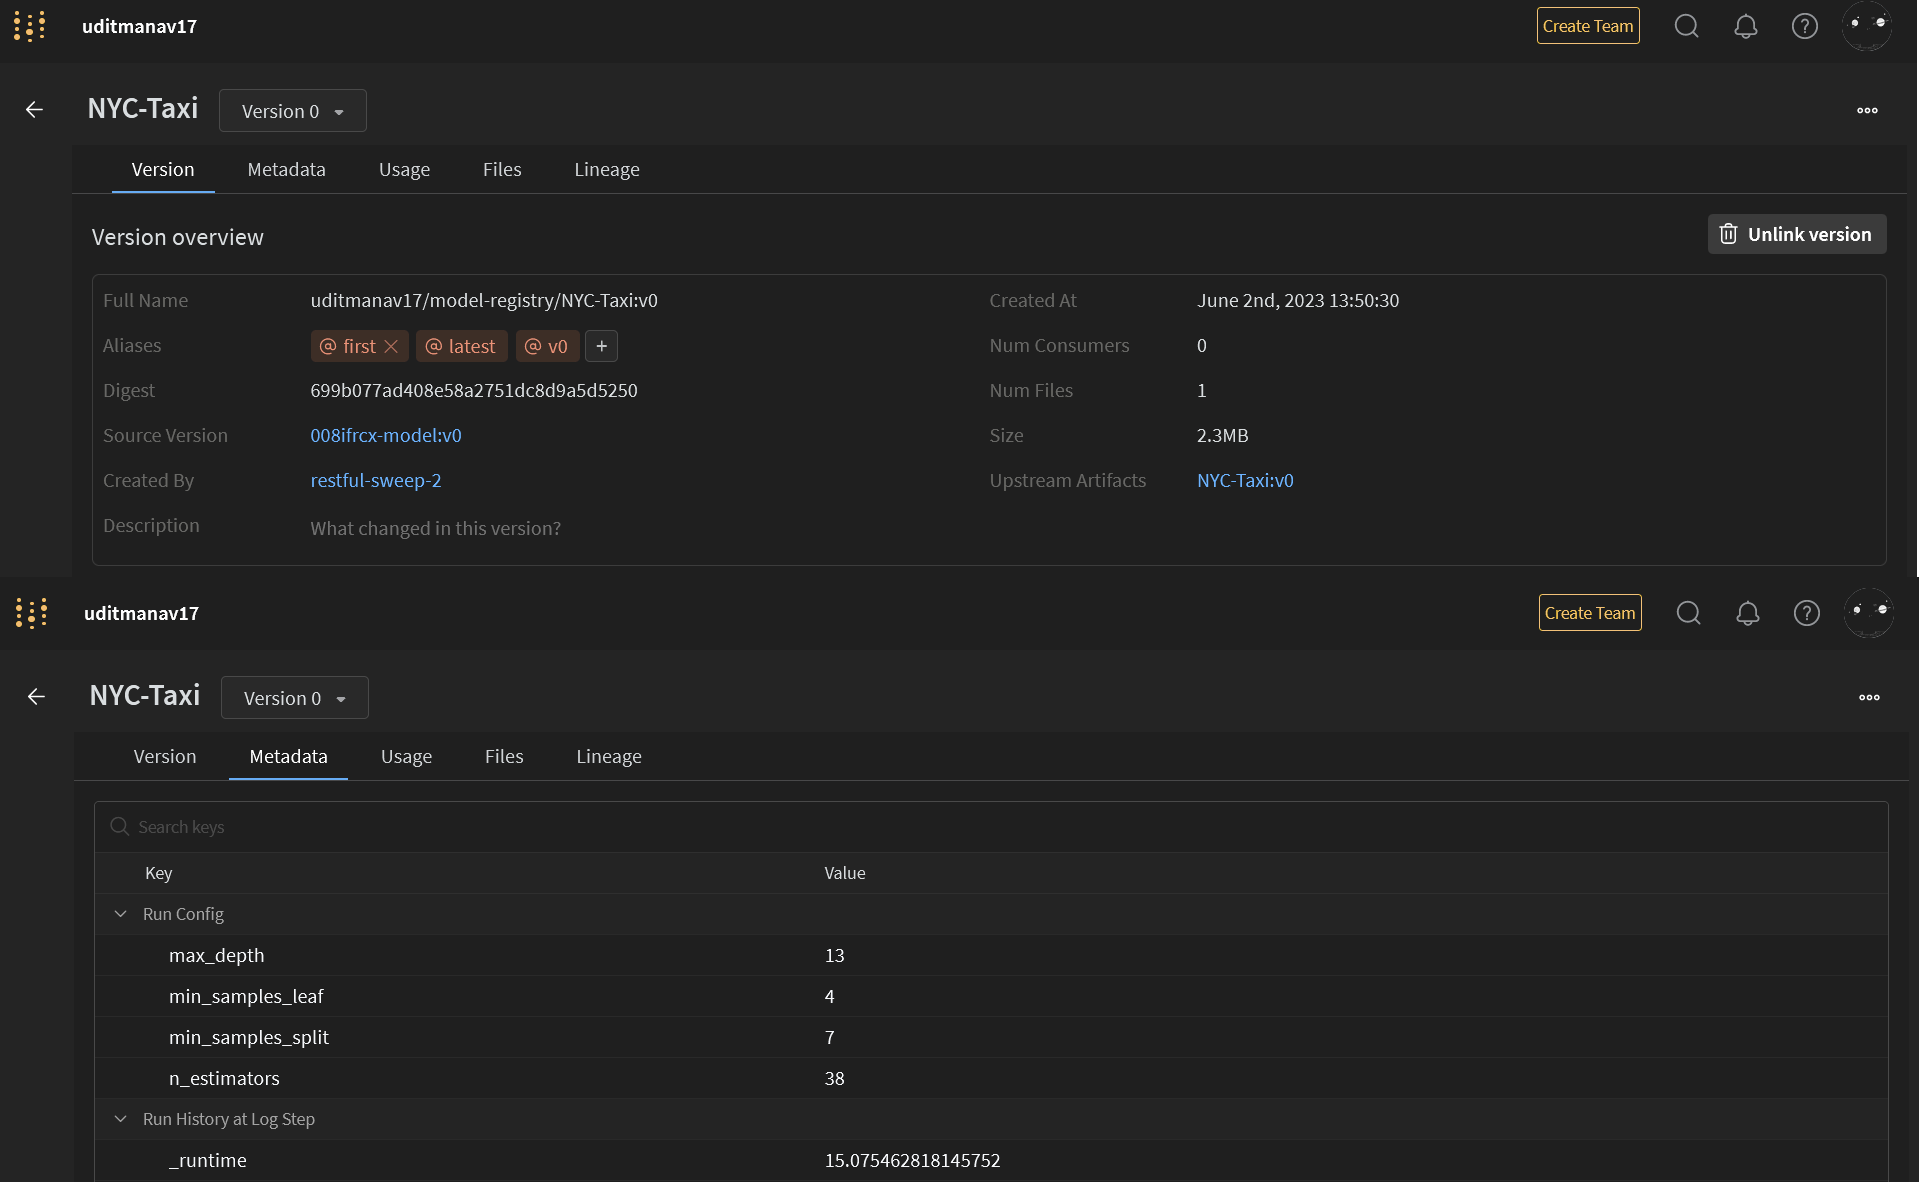 uditmanav17 Create Team
NYC-Taxi Version 0
Version Metadata Usage Files Lineage
Version overview Unlink version
Full Name uditmanav17/model-registry/NYC-Taxi:v0 Created At June 2nd, 2023 13:50:30
Aliases @ first @ latest @ v0 + Num Consumers 0
Digest 699b077ad408e58a2751dc8d9a5d5250 Num Files 1
Source Version 008ifrcx-model:v0 Size 2.3MB
Created By restful-sweep-2 Upstream Artifacts NYC-Taxi:v0
Description What changed in this version?
uditmanav17 Create Team
NYC-Taxi Version 0
Version Metadata Usage Files Lineage
Search keys
Key Value
Run Config
max_depth 13
min_samples_leaf 4
min_samples_split 7
n_estimators 38
Run History at Log Step
_runtime 15.075462818145752